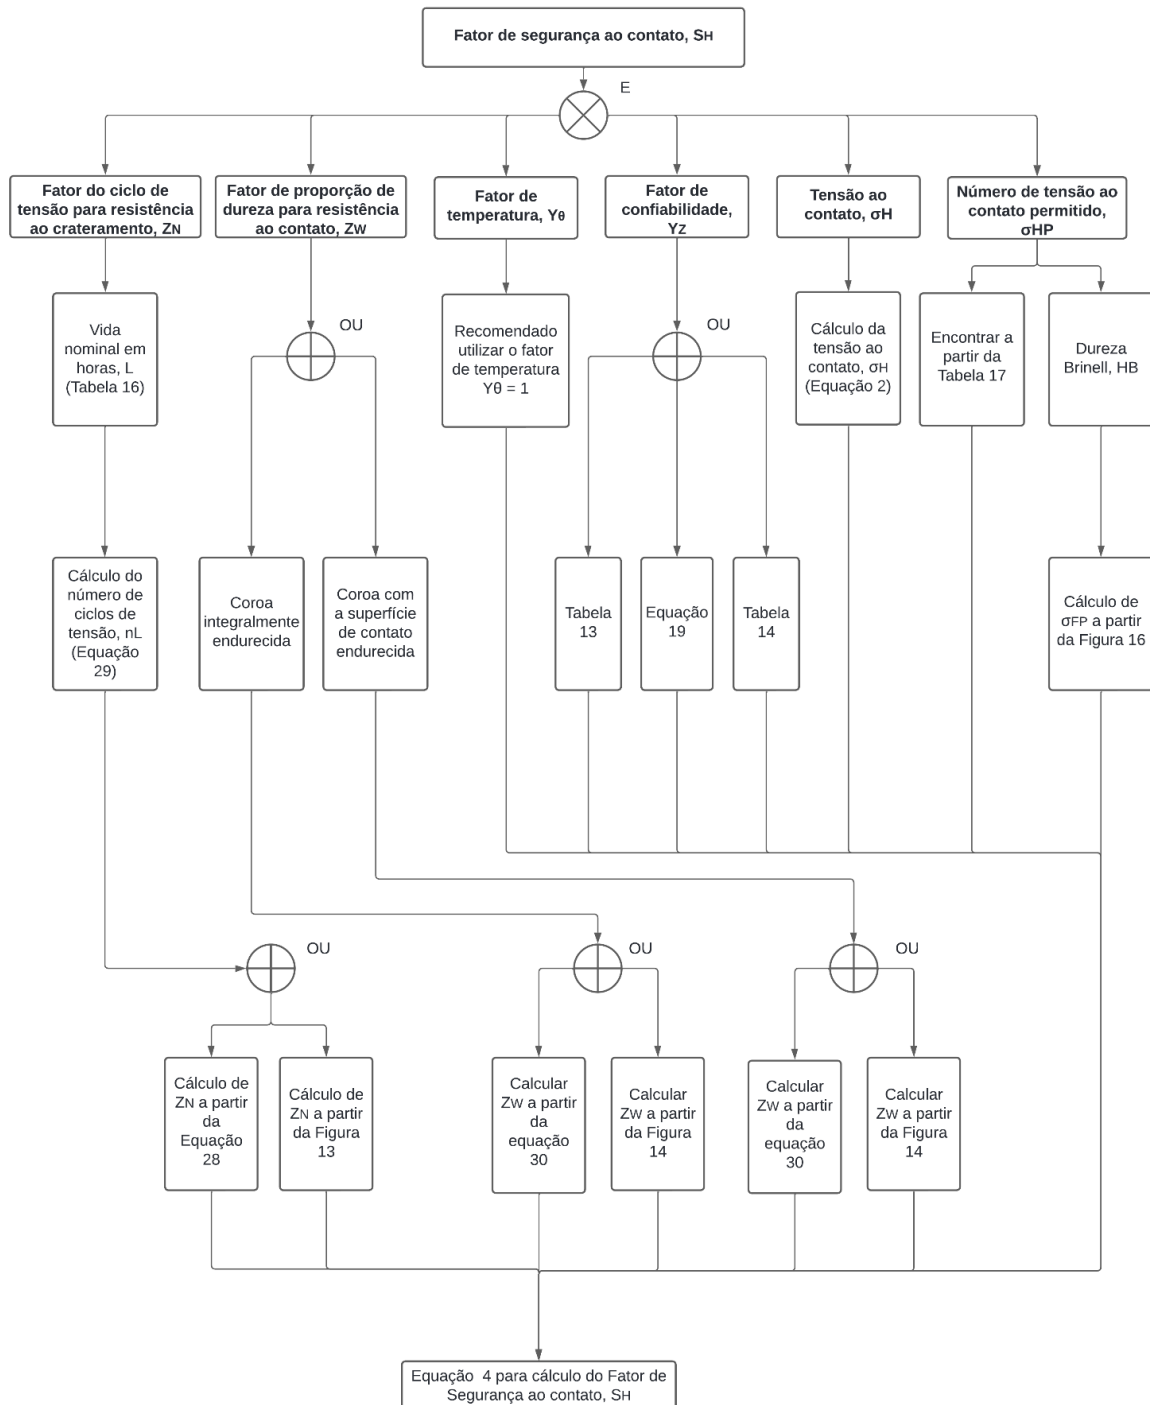 Fator de segurança ao contato, SH
E
Fator do ciclo de
tensão para resistência
ao crateramento, ZN
Fator de proporção de
dureza para resistência
ao contato, ZW
Fator de
temperatura, Yθ
Fator de
confiabilidade,
YZ
Tensão ao
contato, σH
Número de tensão ao
contato permitido,
σHP
Vida
nominal em
horas, L
(Tabela 16)
OU
Recomendado
utilizar o fator
de temperatura
Yθ = 1
OU
Cálculo da
tensão ao
contato, σH
(Equação 2)
Encontrar a
partir da
Tabela 17
Dureza
Brinell, HB
Cálculo do
número de
ciclos de
tensão, nL
(Equação
29)
Coroa
integralmente
endurecida
Coroa com
a superfície
de contato
endurecida
Tabela
13
Equação
19
Tabela
14
Cálculo de
σFP a partir
da Figura 16
OU
OU
OU
Cálculo de
ZN a partir
da
Equação
28
Cálculo de
ZN a partir
da Figura
13
Calcular
ZW a partir
da
equação
30
Calcular
ZW a partir
da Figura
14
Calcular
ZW a partir
da
equação
30
Calcular
ZW a partir
da Figura
14
Equação 4 para cálculo do Fator de
Segurança ao contato, SH